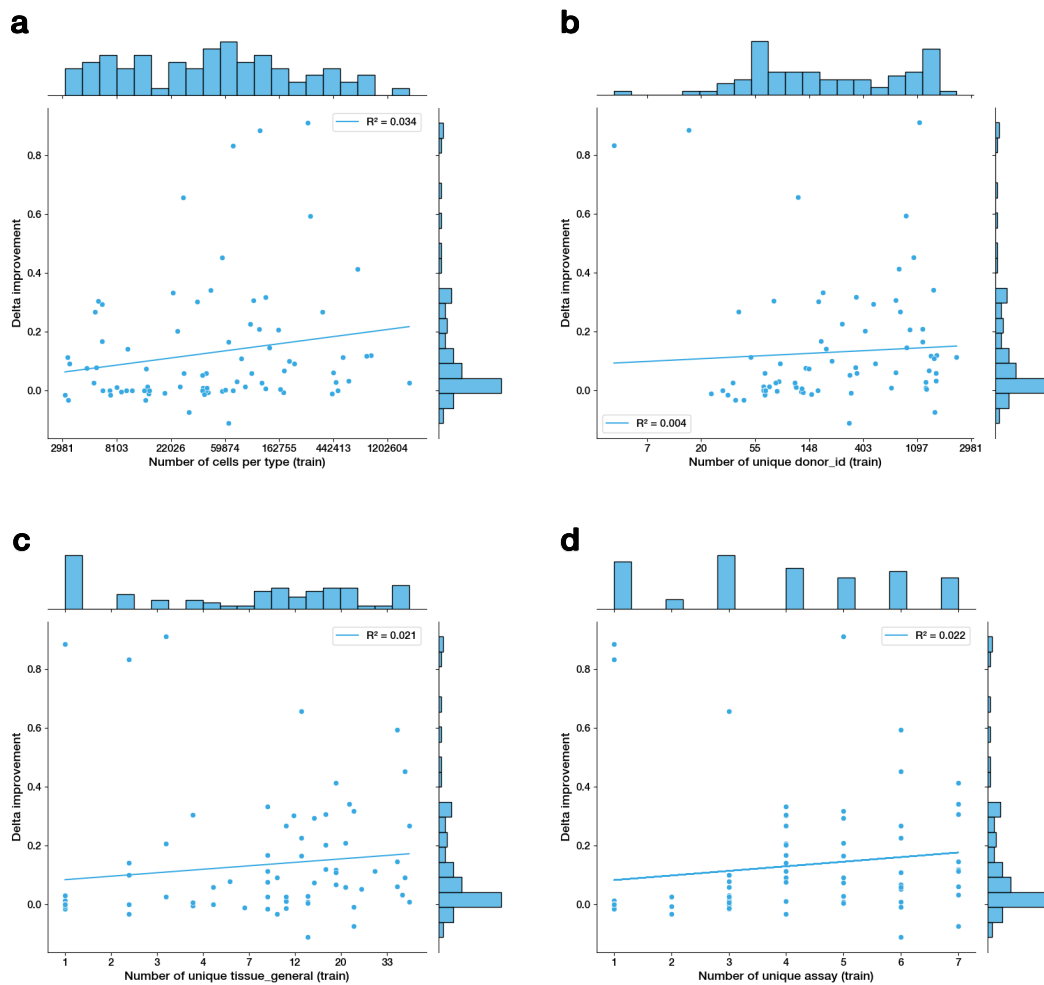 a
b
R² = 0.034
0.8
0.6
0.4
0.2
0.0
Delta improvement
2981 8103 22026 59874 162755 442413 1202604
Number of cells per type (train)
R² = 0.004
0.8
0.6
0.4
0.2
0.0
Delta improvement
7 20 55 148 403 1097 2981
Number of unique donor_id (train)
c
d
R² = 0.021
0.8
0.6
0.4
0.2
0.0
Delta improvement
1 2 3 4 7 12 20 33
Number of unique tissue_general (train)
R² = 0.022
0.8
0.6
0.4
0.2
0.0
Delta improvement
1 2 3 4 5 6 7
Number of unique assay (train)